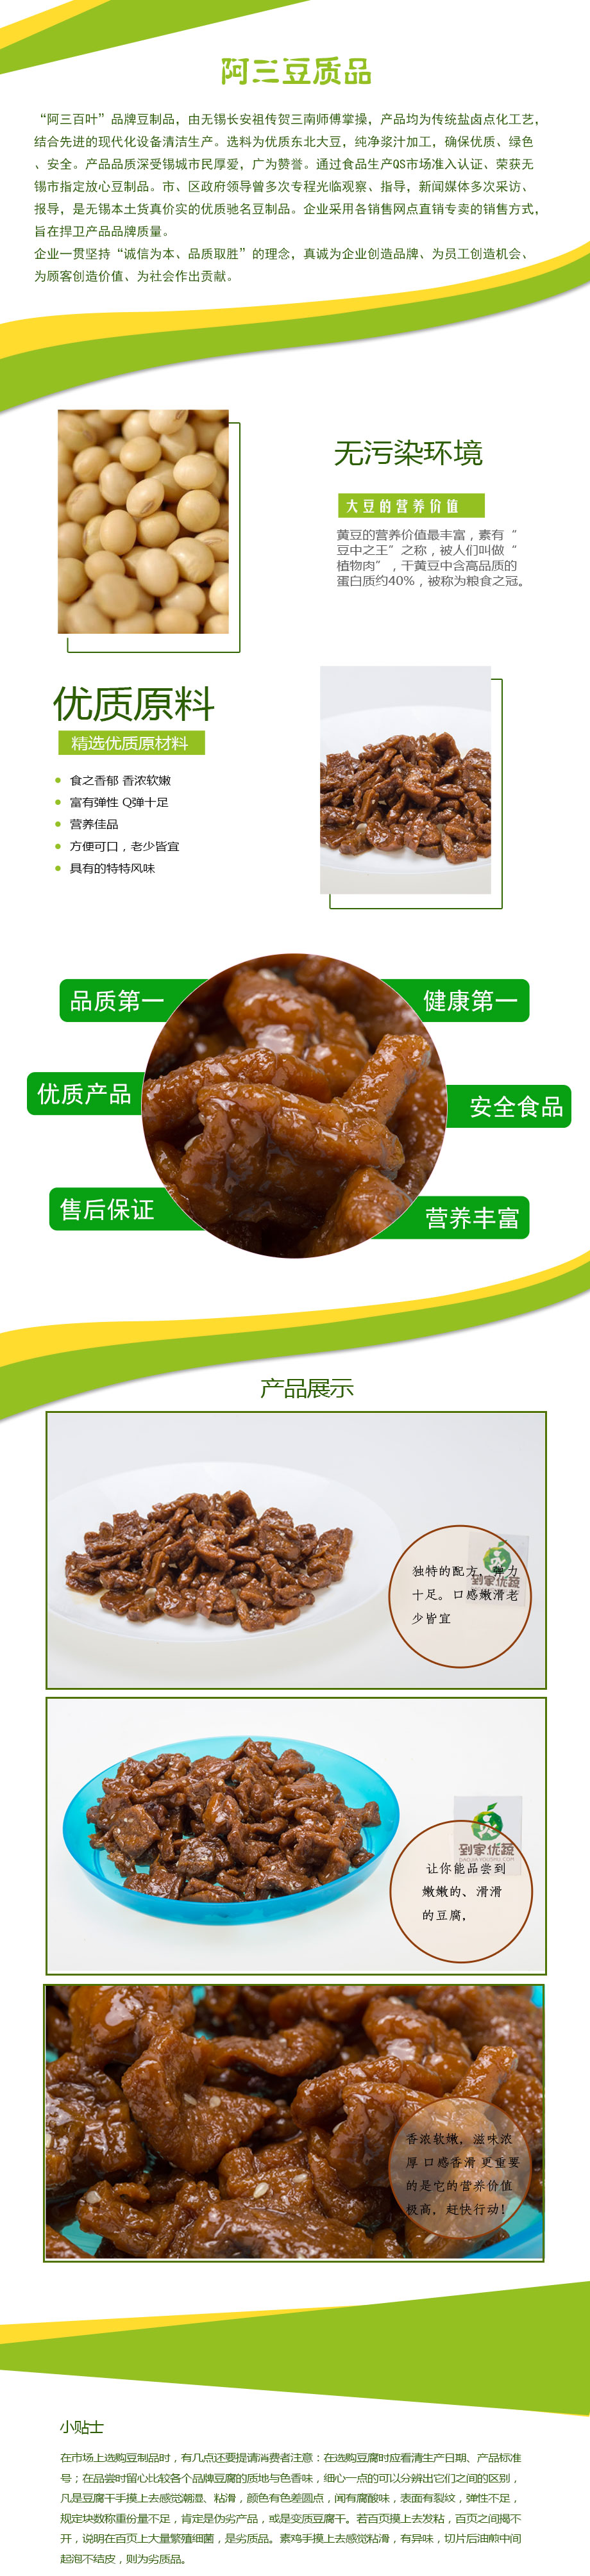 阿三豆质品
“阿三百叶”品牌豆制品，由无锡长安祖传贺三南师傅掌操，产品均为传统盐卤点化工艺，
结合先进的现代化设备清洁生产。选料为优质东北大豆，纯净浆汁加工，确保优质、绿色
、安全。产品品质深受锡城市民厚爱，广为赞誉。通过食品生产QS市场准入认证、荣获无
锡市指定放心豆制品。市、区政府领导曾多次专程光临观察、指导，新闻媒体多次采访、
报导，是无锡本土货真价实的优质驰名豆制品。企业采用各销售网点直销专卖的销售方式，
旨在捍卫产品品牌质量。
企业一贯坚持“诚信为本、品质取胜”的理念，真诚为企业创造品牌、为员工创造机会、
为顾客创造价值、为社会作出贡献。
无污染环境
大豆的营养价值
黄豆的营养价值最丰富，素有“
豆中之王”之称，被人们叫做“
植物肉”，干黄豆中含高品质的
蛋白质约40%，被称为粮食之冠。
优质原料
精选优质原材料
食之香郁 香浓软嫩
富有弹性 Q弹十足
营养佳品
方便可口，老少皆宜
具有的特特风味
品质第一
健康第一
优质产品
安全食品
售后保证
营养丰富
产品展示
独特的配方，弹力
十足。口感嫩滑老
少皆宜
到家优蔬
让你能品尝到
嫩嫩的、滑滑
的豆腐，
到家优蔬
香浓软嫩，滋味浓
厚 口感香滑 更重要
的是它的营养价值
极高，赶快行动！
小贴士
在市场上选购豆制品时，有几点还要提请消费者注意：在选购豆腐时应看清生产日期、产品标准
号；在品尝时留心比较各个品牌豆腐的质地与色香味，细心一点的可以分辨出它们之间的区别，
凡是豆腐干手摸上去感觉潮湿、粘滑，颜色有色差圆点，闻有腐酸味，表面有裂纹，弹性不足，
规定块数称重份量不足，肯定是伪劣产品，或是变质豆腐干。若百页摸上去发粘，百页之间揭不
开，说明在百页上大量繁殖细菌，是劣质品。素鸡手摸上去感觉粘滑，有异味，切片后油煎中间
起泡不结皮，则为劣质品。